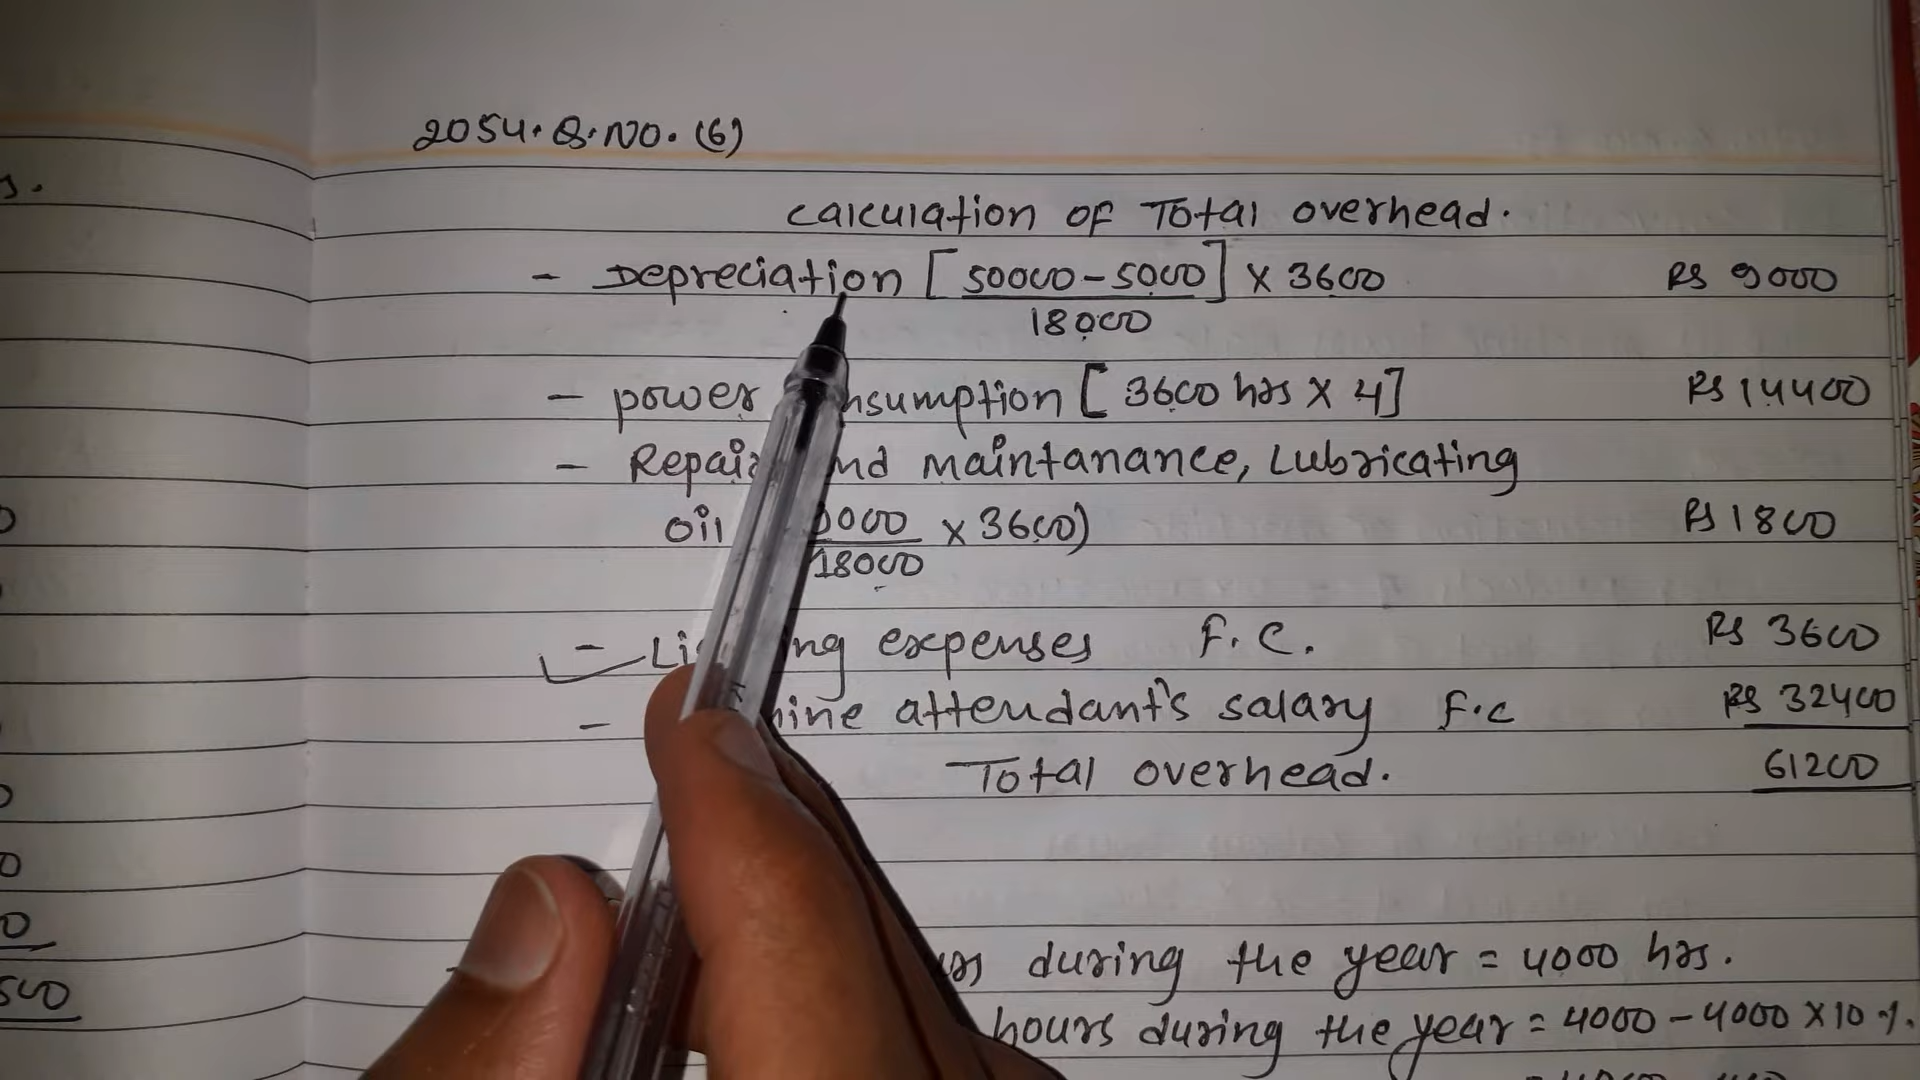 s.
2054. Q. NO. (6)
calculation of Total overhead.
- Depreciation [50000-5000] x 3600 RS 9000
18000
- power nsumption [3600 hrs x 4] RS 14400
- Repair nd maintanance, Lubricating
oil 000 x 3600) RS 1800
18000
- Li ng expenses F.C. RS 3600
- hine attendant's salary F.C RS 32400
Total overhead. 61200
during the year = 4000 hrs.
hours during the year = 4000 - 4000 x 10%.